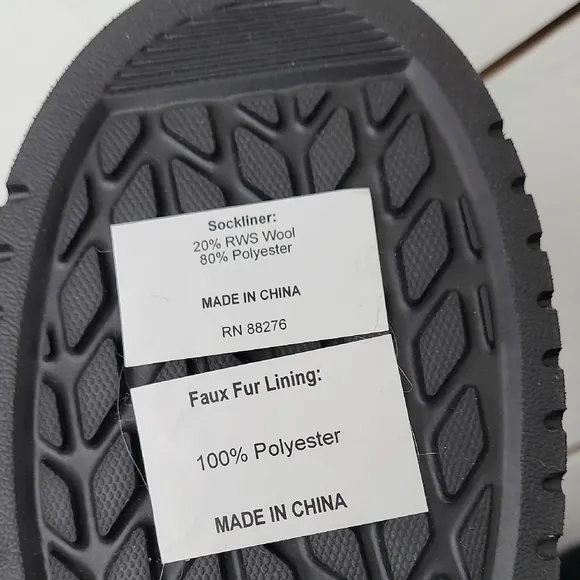 Sockliner:
20% RWS Wool
80% Polyester
MADE IN CHINA
RN 88276
Faux Fur Lining:
100% Polyester
MADE IN CHINA